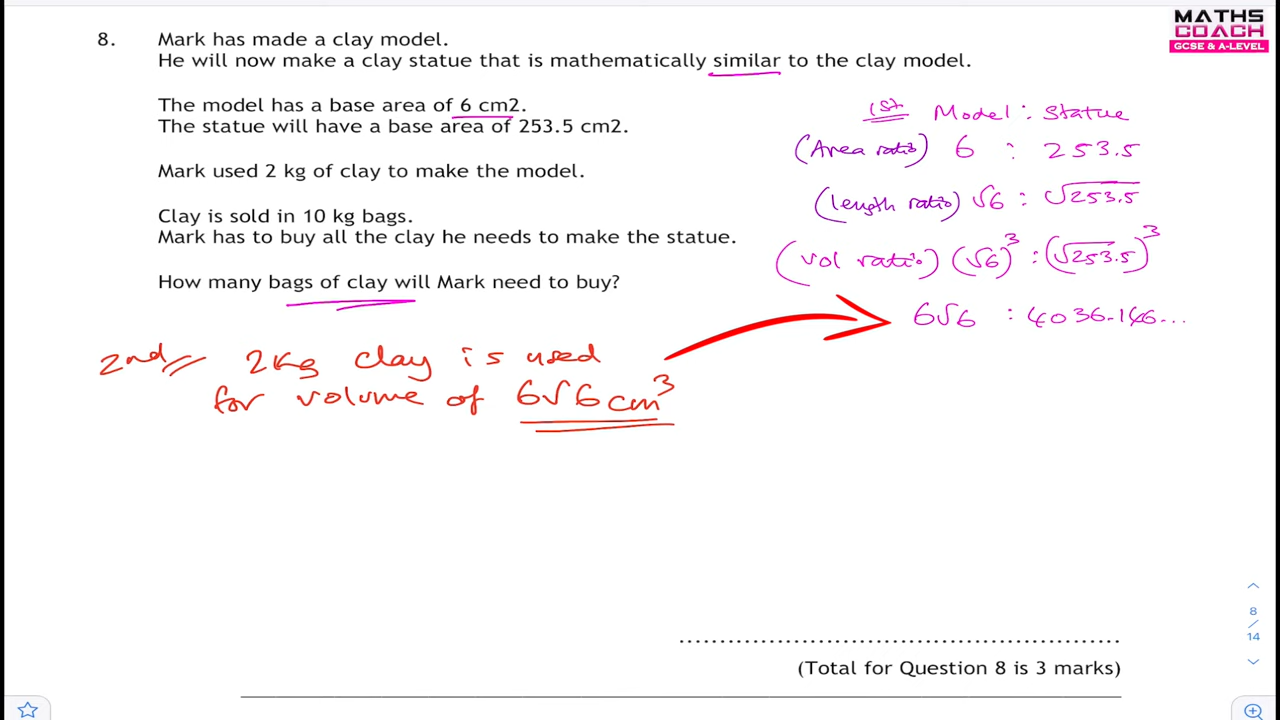 MATHS
COACH
GCSE & A-LEVEL
8. Mark has made a clay model.
He will now make a clay statue that is mathematically similar to the clay model.
The model has a base area of 6 cm2.
The statue will have a base area of 253.5 cm2.
Mark used 2 kg of clay to make the model.
Clay is sold in 10 kg bags.
Mark has to buy all the clay he needs to make the statue.
How many bags of clay will Mark need to buy?
1st Model : Statue
(Area ratio) 6 : 253.5
(length ratio) √6 : √253.5
(vol ratio) (√6)³ : (√253.5)³
6√6 : 4036.146...
2nd 2kg clay is used
for volume of 6√6 cm³
........................................................
(Total for Question 8 is 3 marks)
8
/
14